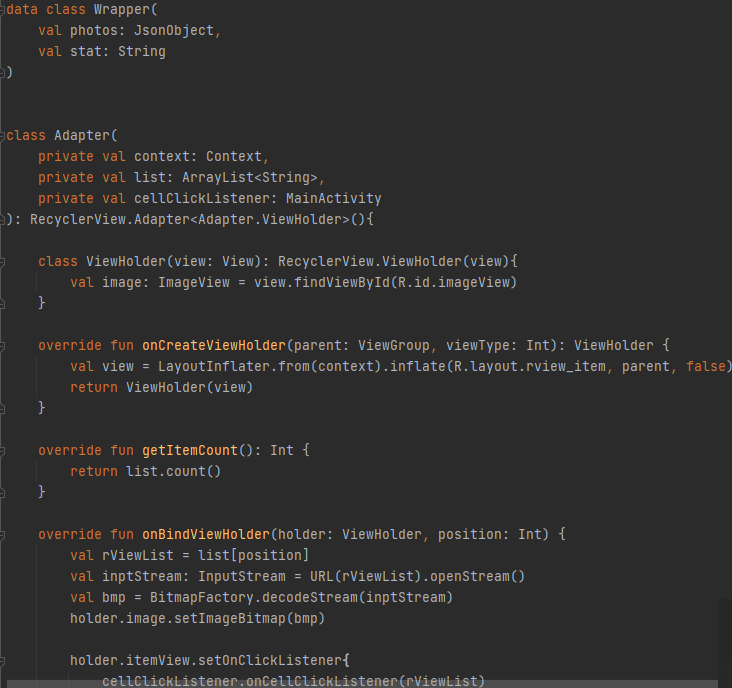 data class Wrapper(
    val photos: JsonObject,
    val stat: String
)
class Adapter(
    private val context: Context,
    private val list: ArrayList<String>,
    private val cellClickListener: MainActivity
): RecyclerView.Adapter<Adapter.ViewHolder>(){
    class ViewHolder(view: View): RecyclerView.ViewHolder(view){
        val image: ImageView = view.findViewById(R.id.imageView)
    }
    override fun onCreateViewHolder(parent: ViewGroup, viewType: Int): ViewHolder {
        val view = LayoutInflater.from(context).inflate(R.layout.rview_item, parent, false)
        return ViewHolder(view)
    }
    override fun getItemCount(): Int {
        return list.count()
    }
    override fun onBindViewHolder(holder: ViewHolder, position: Int) {
        val rViewList = list[position]
        val inptStream: InputStream = URL(rViewList).openStream()
        val bmp = BitmapFactory.decodeStream(inptStream)
        holder.image.setImageBitmap(bmp)
        holder.itemView.setOnClickListener{
            cellClickListener.onCellClickListener(rViewList)